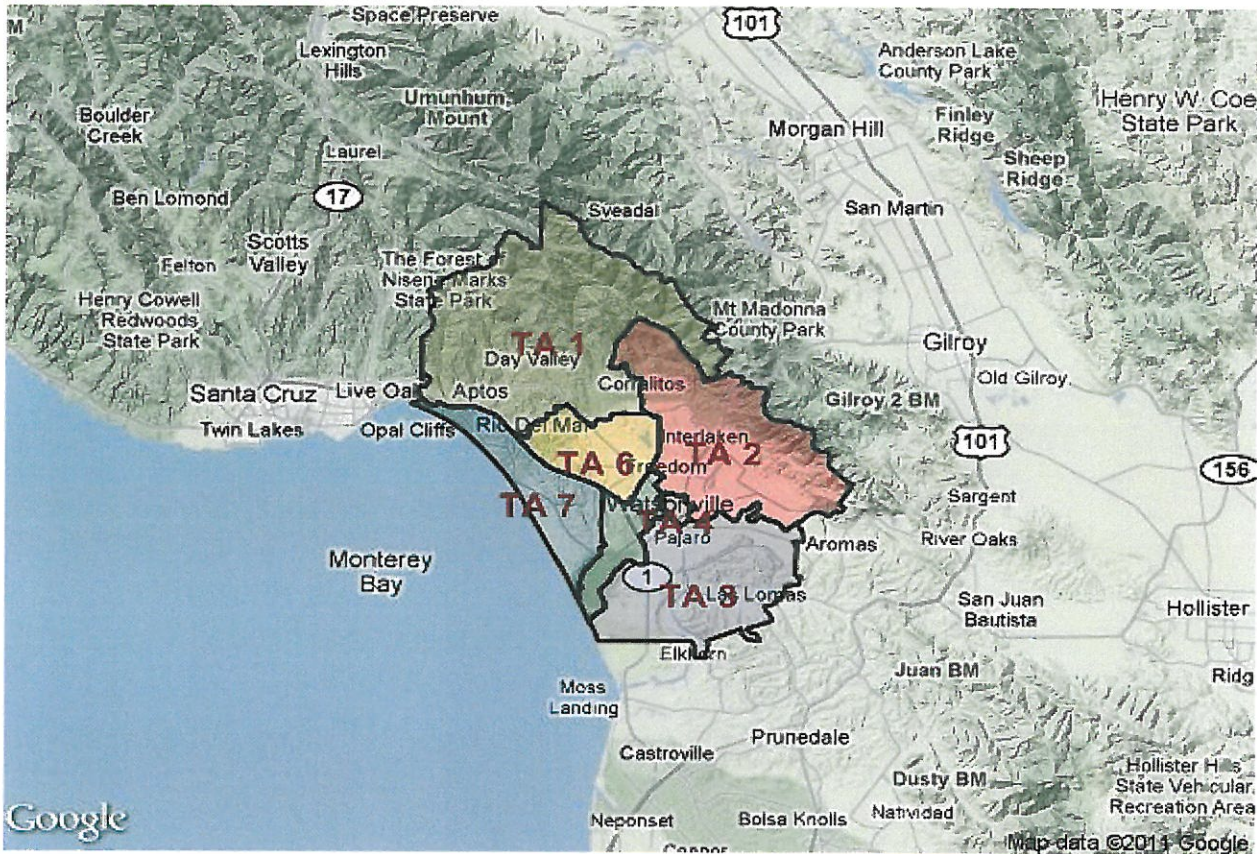 M
Space Preserve
101
Lexington
Hills
Anderson Lake
County Park
Umunhum
Mount
Henry W. Coe
State Park
Boulder
Creek
Morgan Hill
Finley
Ridge
Laurel
Sheep
Ridge
17
Ben Lomond
Sveadal
San Martin
Scotts
Valley
Felton
The Forest of
Nisene Marks
State Park
Henry Cowell
Redwoods
State Park
Mt Madonna
County Park
TA 1
Day Valley
Gilroy
Old Gilroy
Corralitos
Santa Cruz
Live Oak
Aptos
Gilroy 2 BM
Twin Lakes
Opal Cliffs
Rio Del Mar
Interlaken
101
TA 2
TA 6
Freedom
156
TA 7
Watsonville
Sargent
TA 4
Pajaro
Aromas
River Oaks
Monterey
Bay
1
Las Lomas
San Juan
Bautista
Hollister
Elkhorn
Juan BM
Ridg
Moss
Landing
Prunedale
Castroville
Dusty BM
Hollister Hills
State Vehicular
Recreation Area
Google
Neponset
Bolsa Knolls
Natividad
Map data ©2011 Google